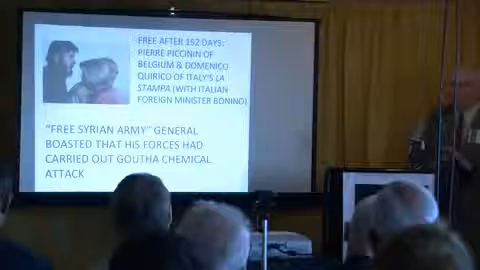 FREE AFTER 152 DAYS:
PIERRE PICCININ OF
BELGIUM & DOMENICO
QUIRICO OF ITALY'S LA
STAMPA (WITH ITALIAN
FOREIGN MINISTER BONINO)
"FREE SYRIAN ARMY" GENERAL
BOASTED THAT HIS FORCES HAD
CARRIED OUT GOUTHA CHEMICAL
ATTACK